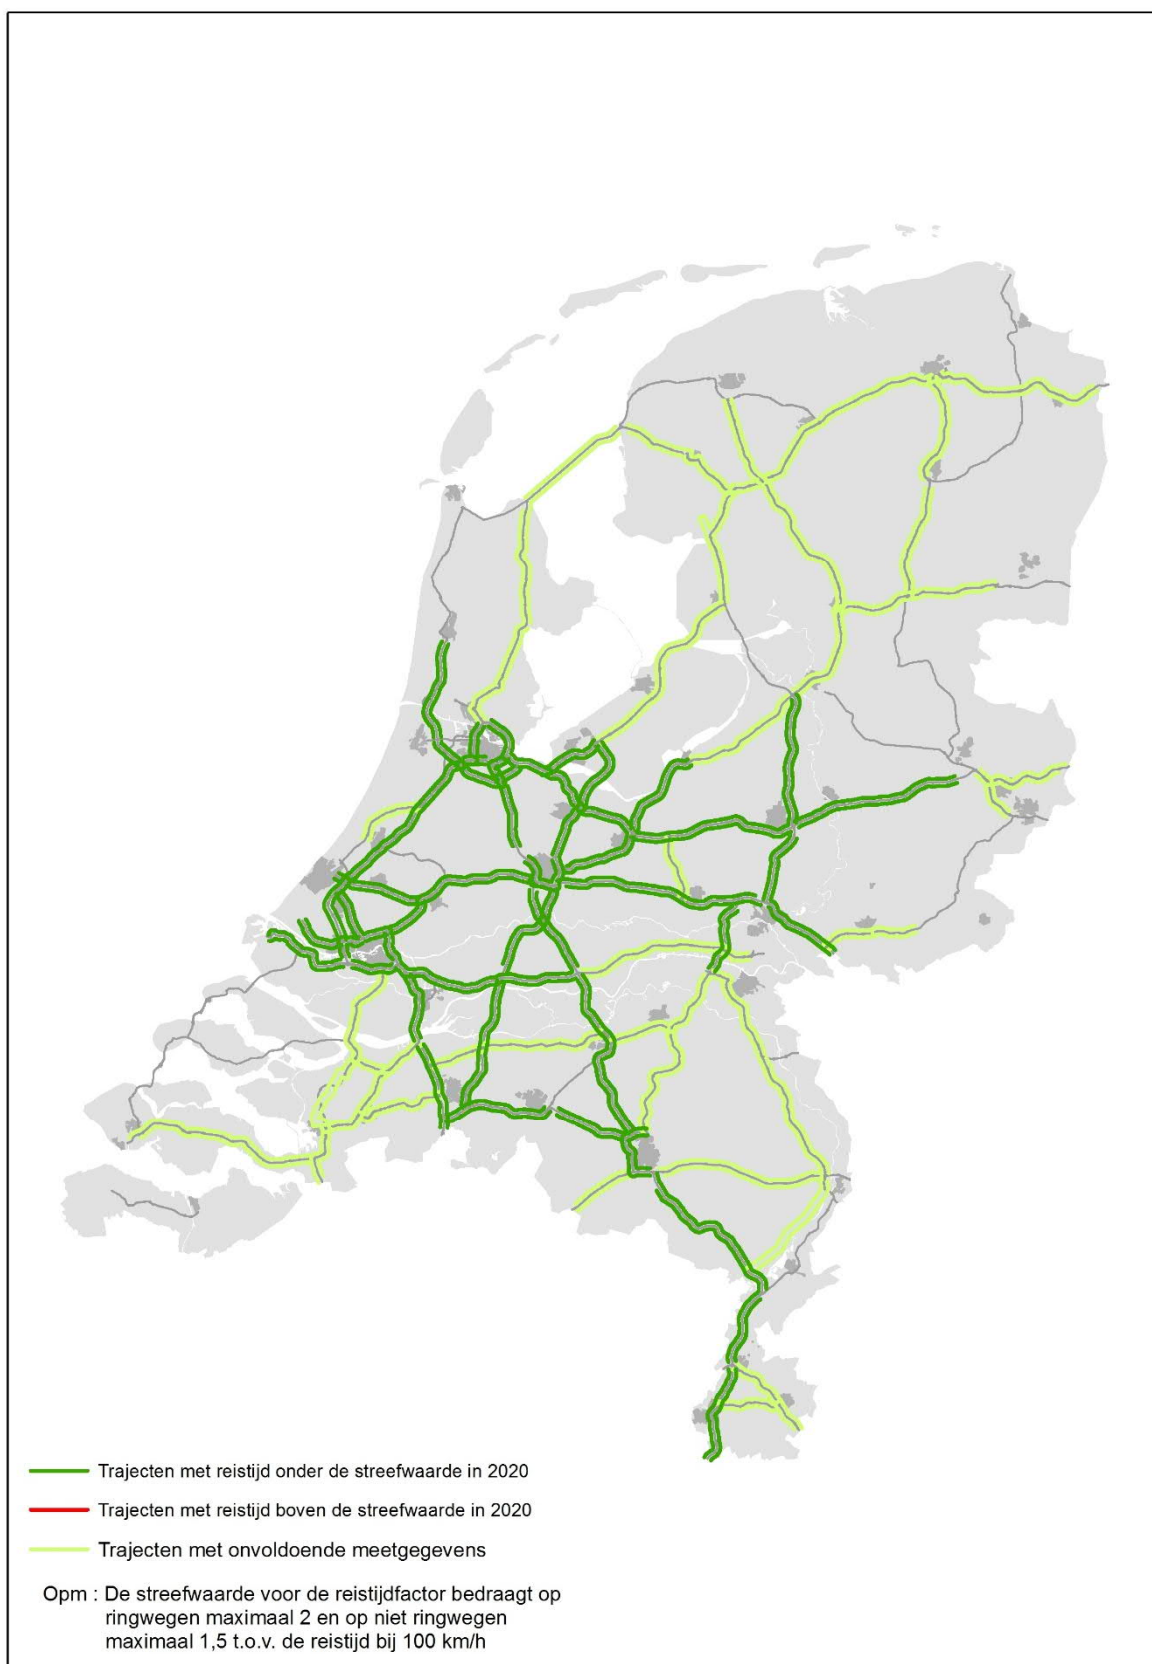 Trajecten met reistijd onder de streefwaarde in 2020
Trajecten met reistijd boven de streefwaarde in 2020
Trajecten met onvoldoende meetgegevens
Opm : De streefwaarde voor de reistijdfactor bedraagt op
ringwegen maximaal 2 en op niet ringwegen
maximaal 1,5 t.o.v. de reistijd bij 100 km/h